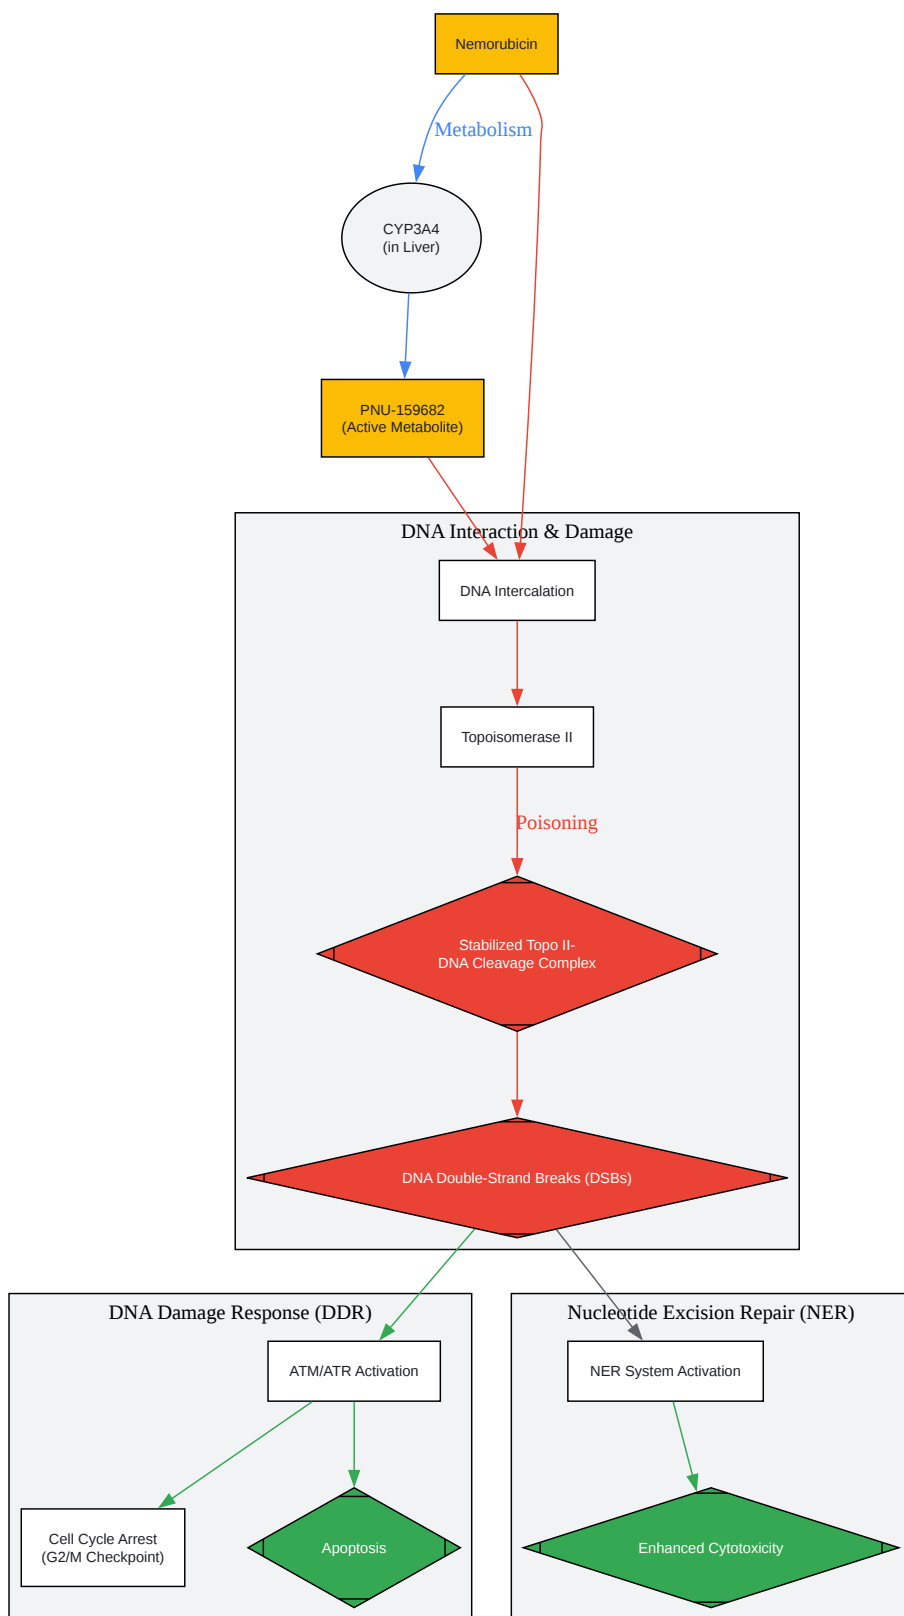 Nemorubicin
Metabolism
CYP3A4
(in Liver)
PNU-159682
(Active Metabolite)
DNA Interaction & Damage
DNA Intercalation
Topoisomerase II
Poisoning
Stabilized Topo II-
DNA Cleavage Complex
DNA Double-Strand Breaks (DSBs)
DNA Damage Response (DDR)
ATM/ATR Activation
Cell Cycle Arrest
(G2/M Checkpoint)
Apoptosis
Nucleotide Excision Repair (NER)
NER System Activation
Enhanced Cytotoxicity